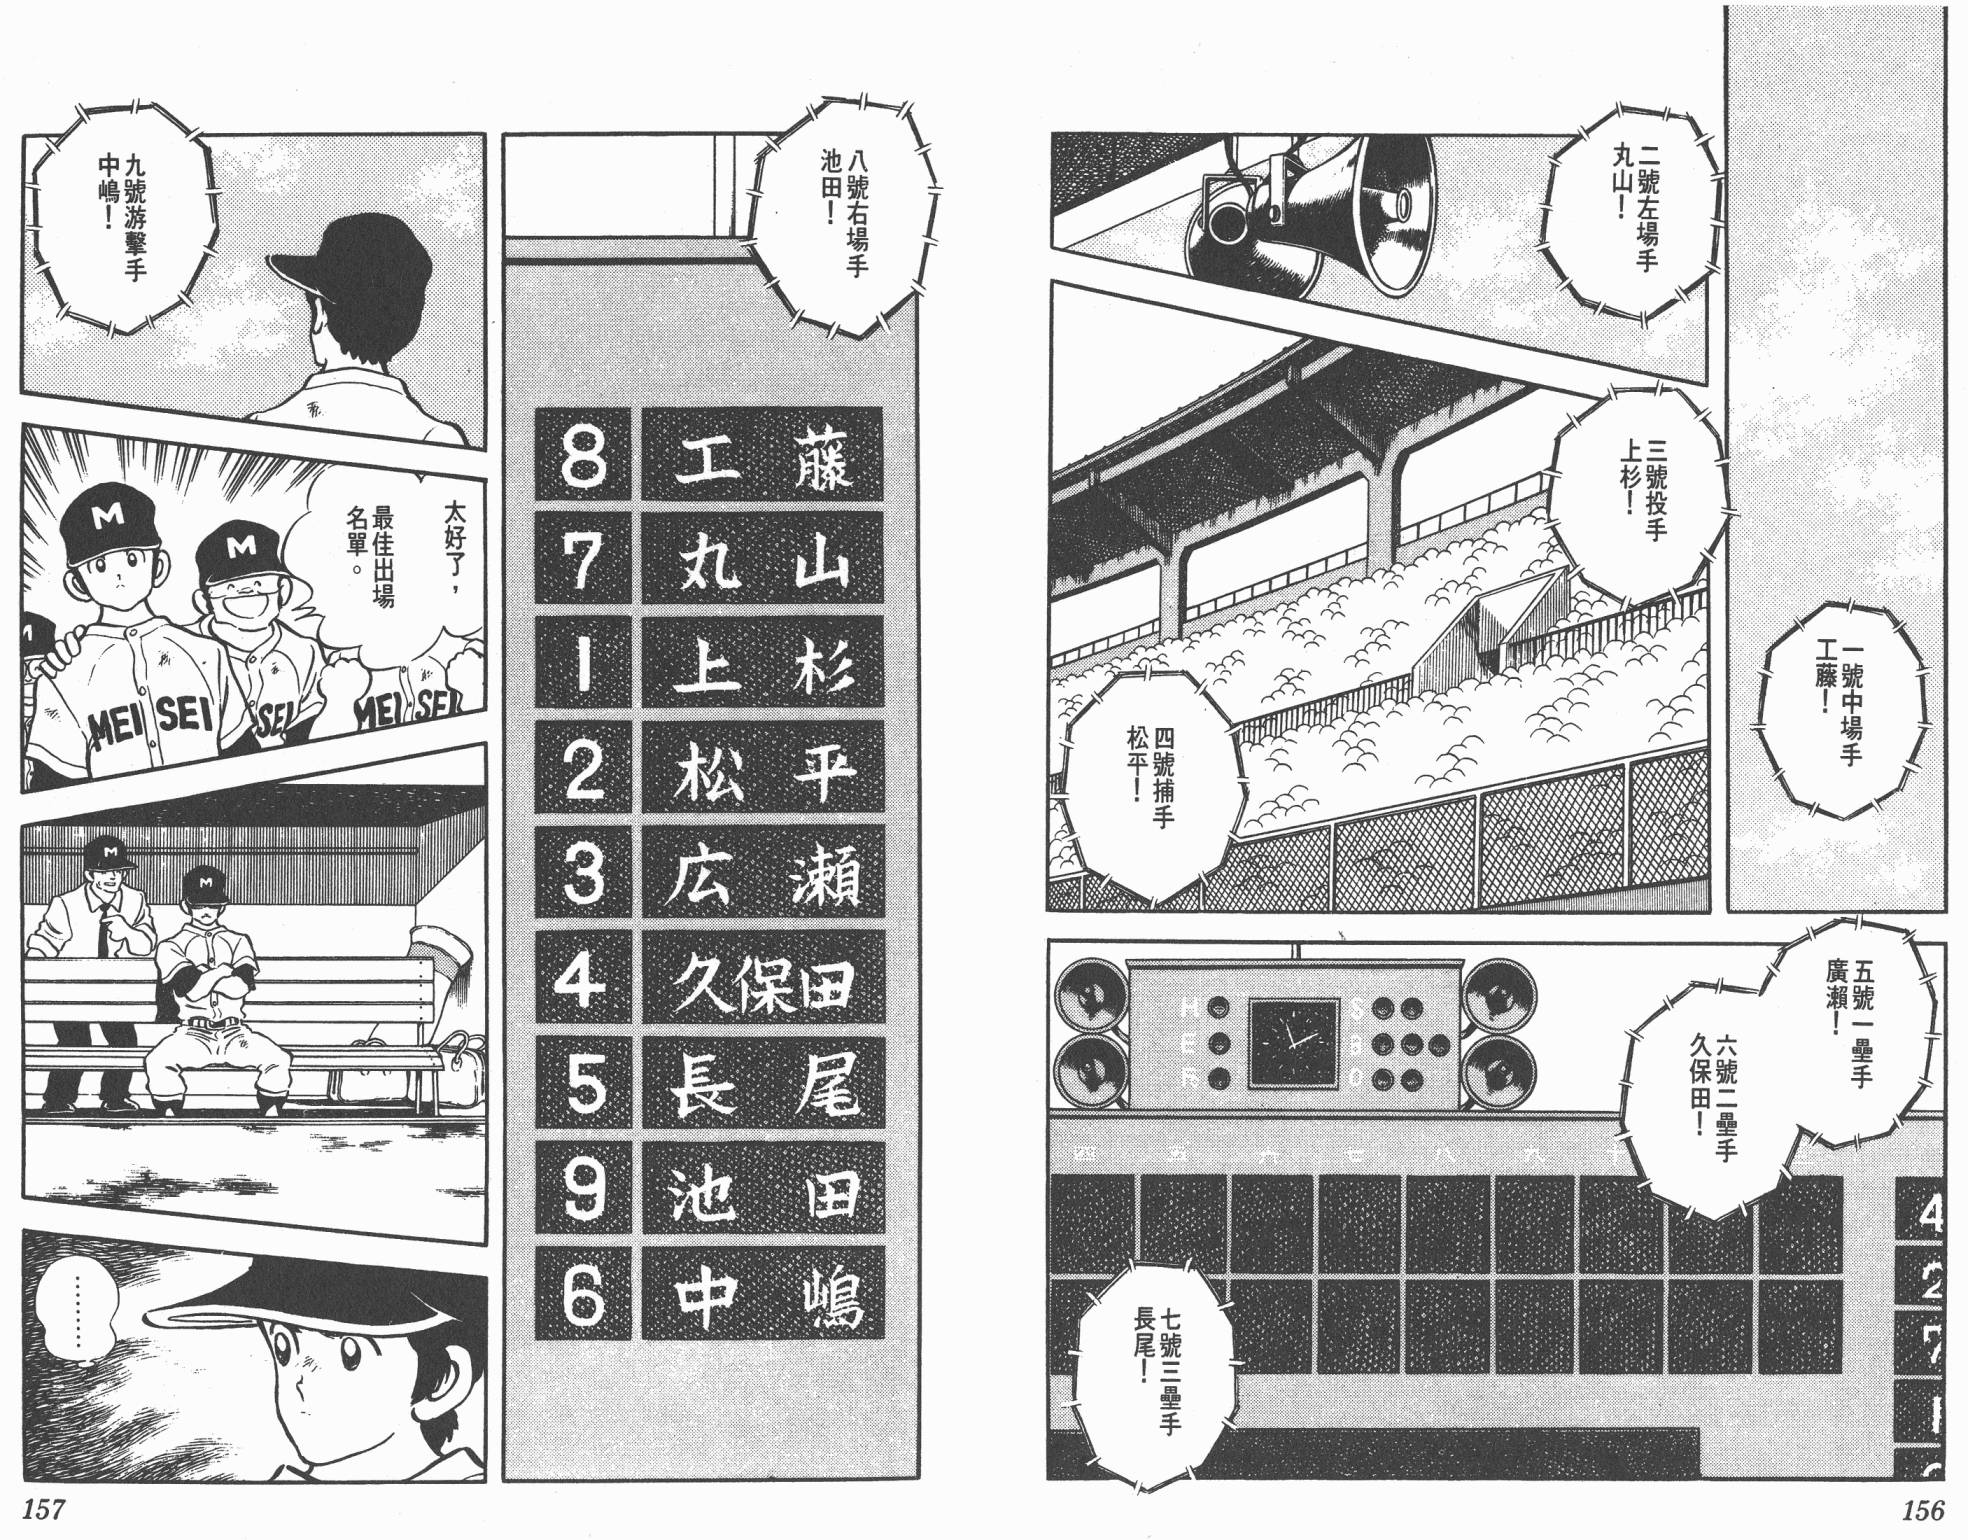 一號中場手
工藤！
二號左場手
丸山！
三號投手
上杉！
四號捕手
松平！
五號一壘手
廣瀨！
六號二壘手
久保田！
H
E
R
S
B
O
四 五 六 七 八 九 十
4
2
7
1
七號三壘手
長尾！
156
八號右場手
池田！
8 工藤
7 丸山
1 上杉
2 松平
3 広瀬
4 久保田
5 長尾
9 池田
6 中嶋
九號游擊手
中嶋！
太好了，
最佳出場
名單。
M
M
M
MEI SEI
SEI
MEI SEI
M
M
………
157